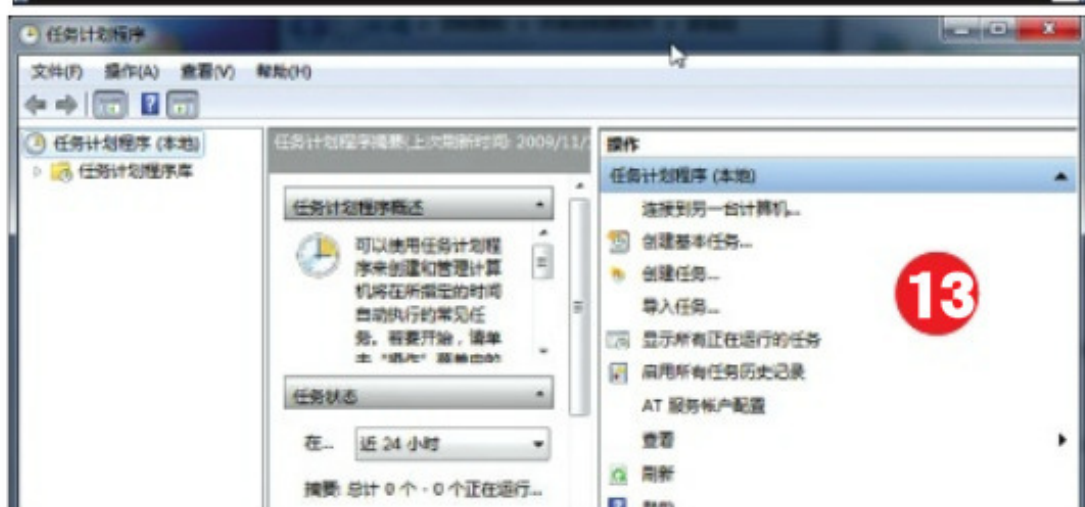 任务计划程序
文件(F) 操作(A) 查看(V) 帮助(H)
任务计划程序 (本地)
任务计划程序库
任务计划程序摘要(上次刷新时间: 2009/11/
任务计划程序概述
可以使用任务计划程
序来创建和管理计算
机将在所指定的时间
自动执行的常见任
务。若要开始，请单
击 "操作" 菜单中的
任务状态
在... 近 24 小时
摘要: 总计 0 个 - 0 个正在运行...
操作
任务计划程序 (本地)
连接到另一台计算机...
创建基本任务...
创建任务...
导入任务...
显示所有正在运行的任务
启用所有任务历史记录
AT 服务帐户配置
查看
刷新
13